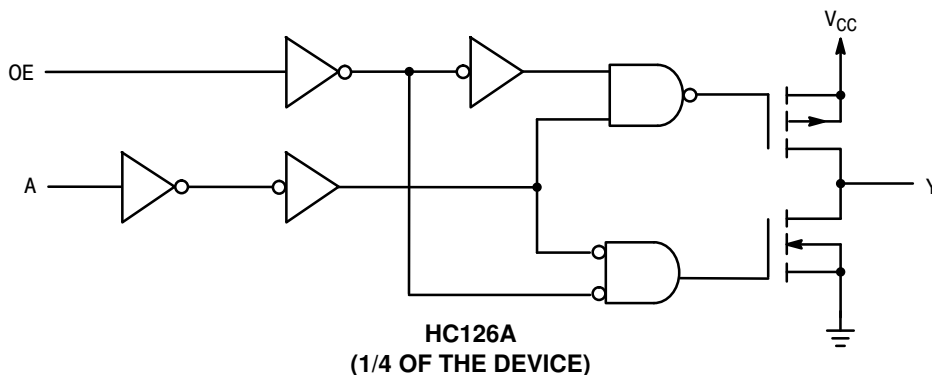 V_CC
OE
A
Y
HC126A
(1/4 OF THE DEVICE)